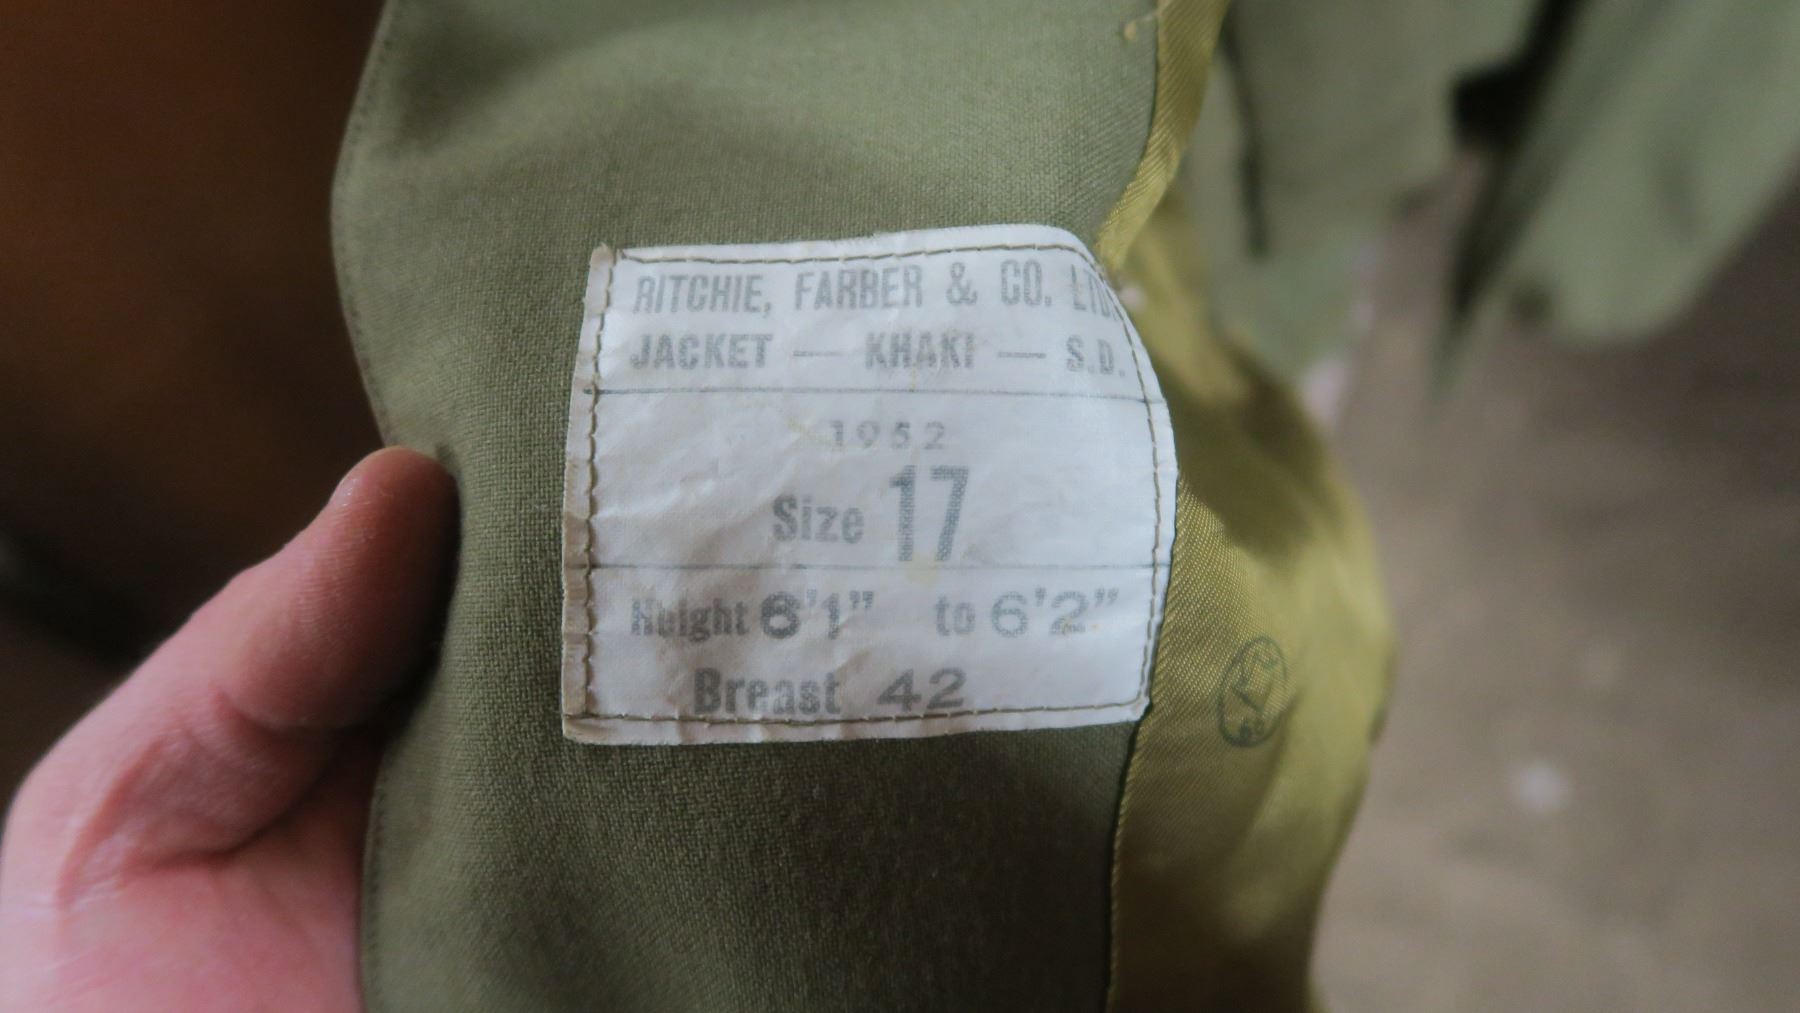 RITCHIE, FARBER & CO. LTD.
JACKET — KHAKI — S.D.
1952
Size 17
Height 6'1" to 6'2"
Breast 42